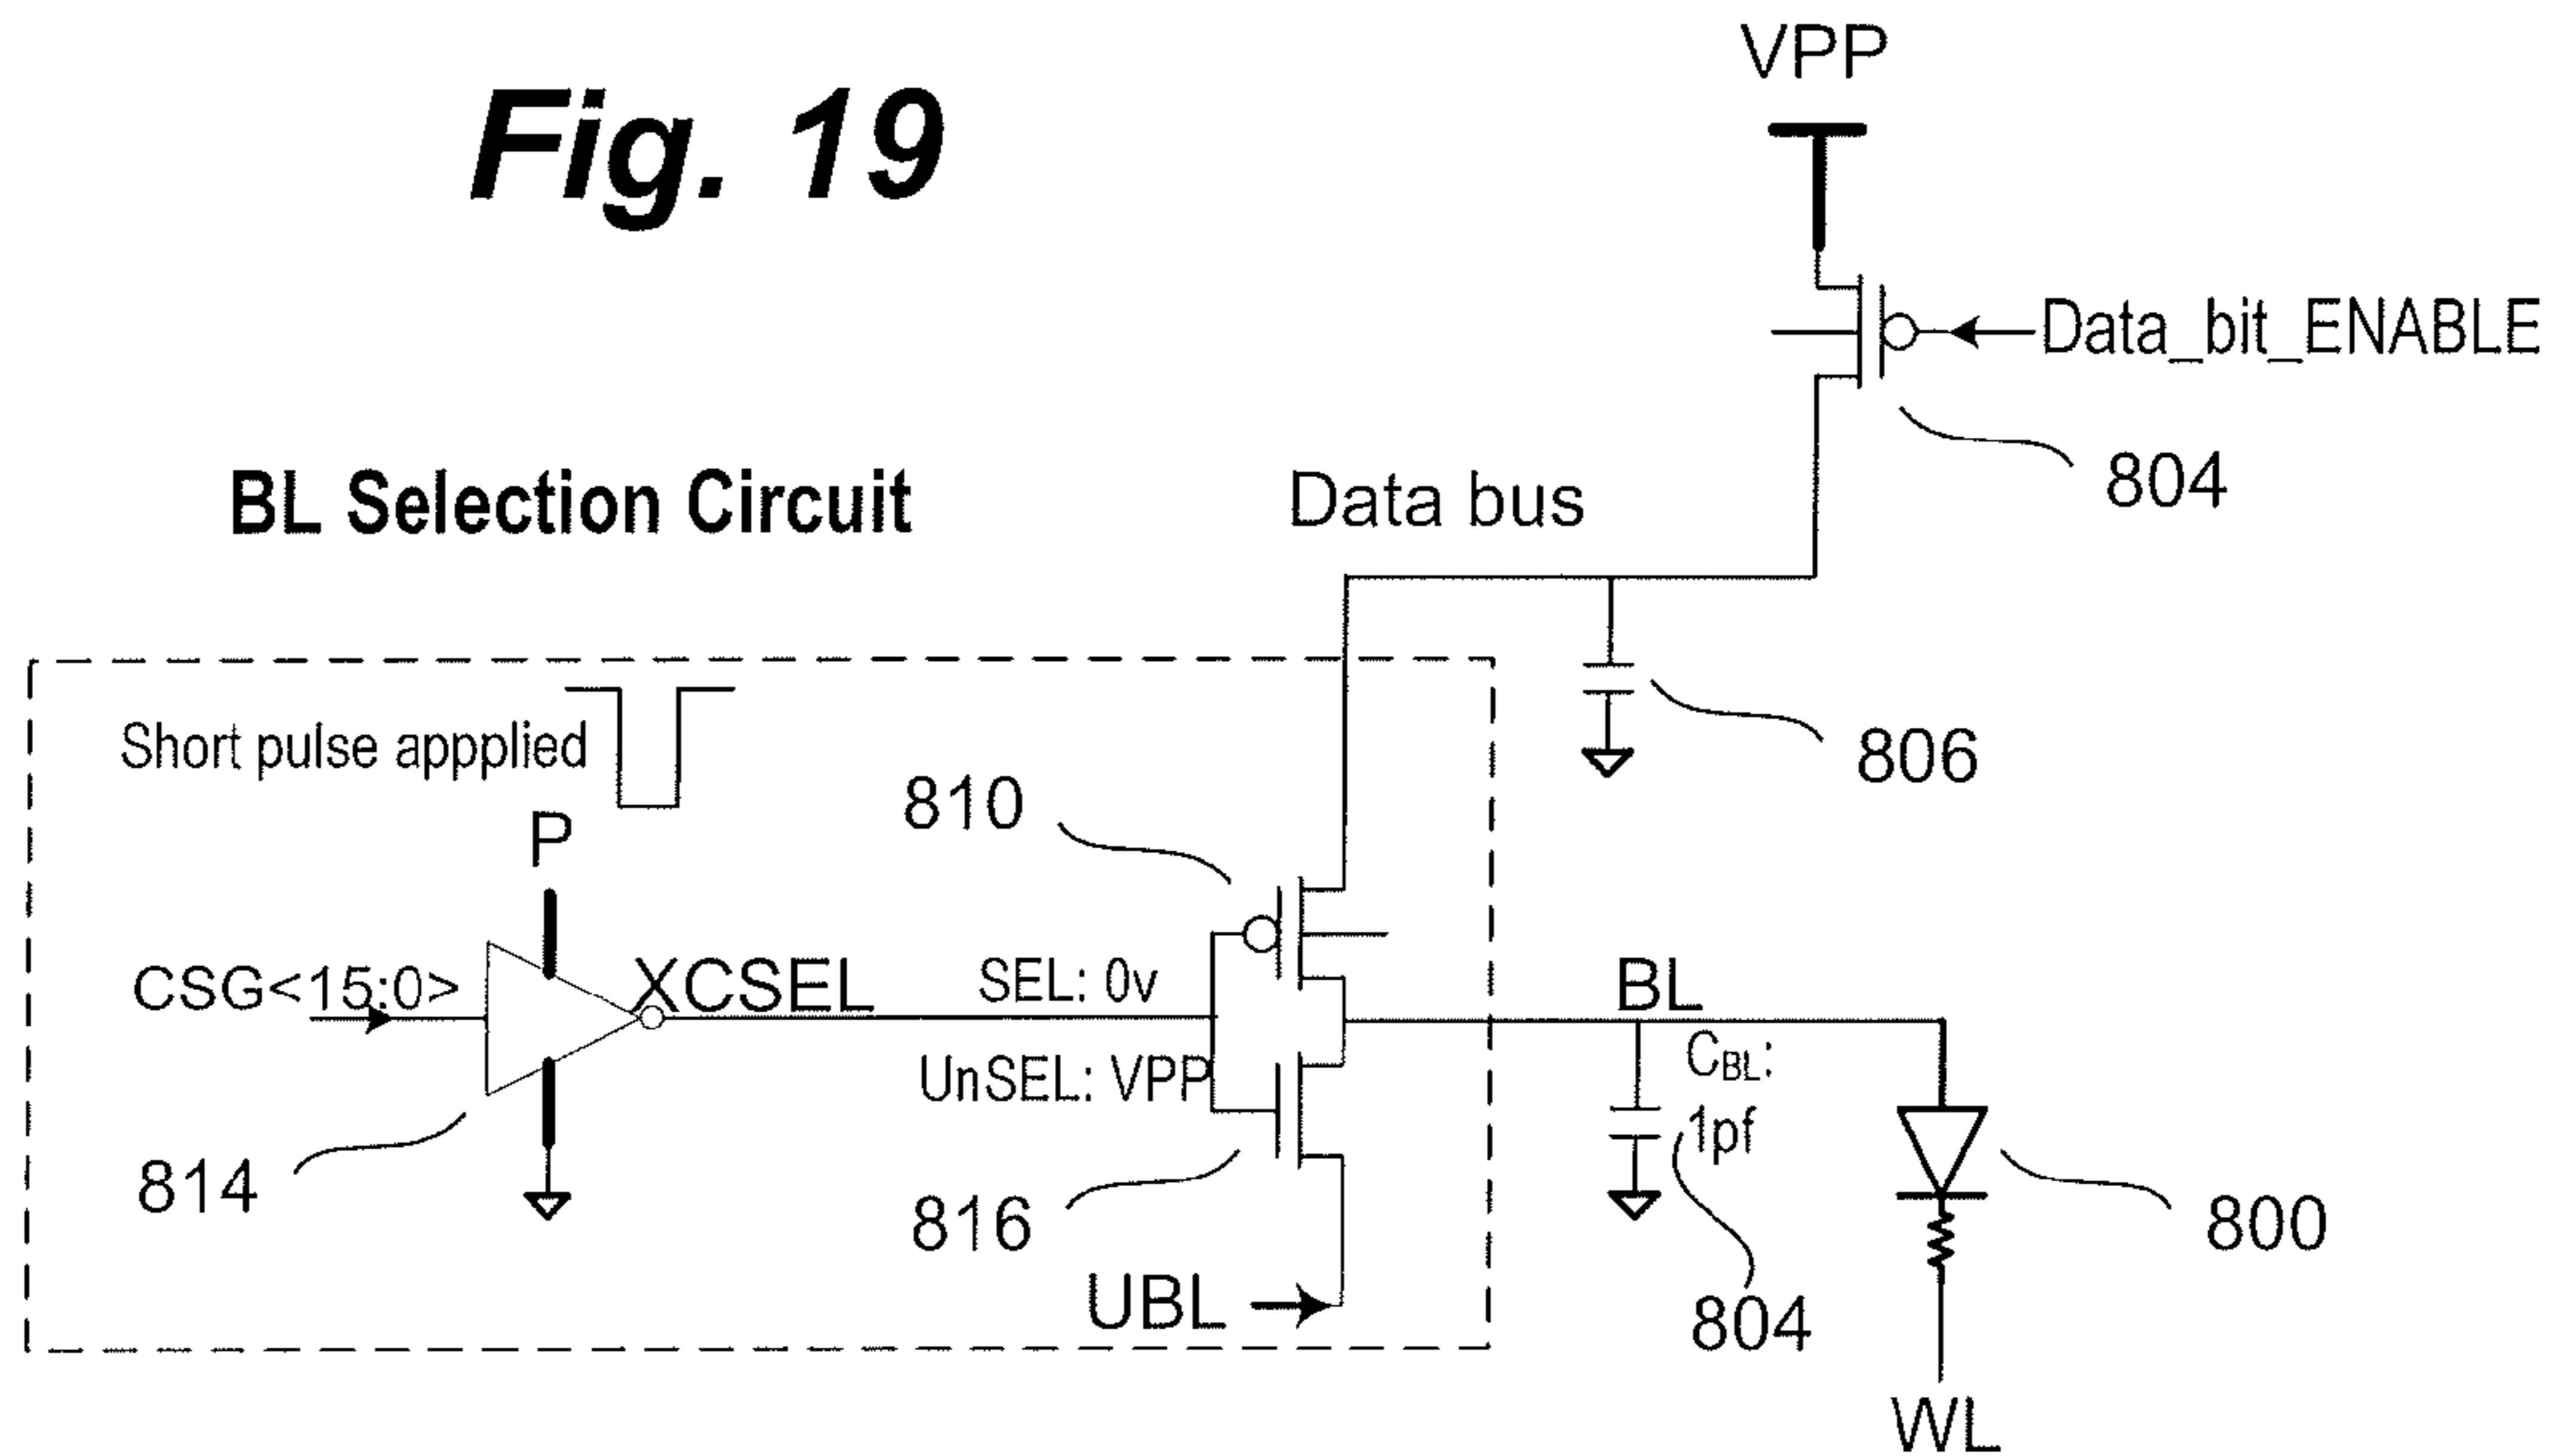 Fig. 19
VPP
Data_bit_ENABLE
804
BL Selection Circuit
Data bus
806
Short pulse appplied
810
P
CSG<15:0>
XCSEL
SEL: 0v
UnSEL: VPP
BL
CBL:
1pf
814
816
800
UBL
804
WL